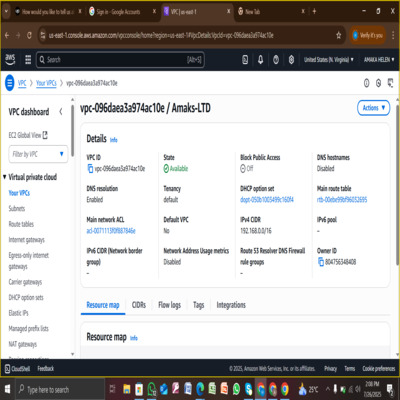 How would you like to tell us a
Sign in - Google Accounts
VPC | us-east-1
New Tab
us-east-1.console.aws.amazon.com/vpcconsole/home?region=us-east-1#VpcDetails:VpcId=vpc-096daea3a974ac10e
Verify it's you
aws
Search
[Alt+S]
United States (N. Virginia)
AMAKA HELEN
VPC
Your VPCs
vpc-096daea3a974ac10e
VPC dashboard
EC2 Global View
Filter by VPC
Virtual private cloud
Your VPCs
Subnets
Route tables
Internet gateways
Egress-only internet
gateways
Carrier gateways
DHCP option sets
Elastic IPs
Managed prefix lists
NAT gateways
vpc-096daea3a974ac10e / Amaks-LTD
Actions
Details
Info
VPC ID
vpc-096daea3a974ac10e
State
Available
Block Public Access
Off
DNS hostnames
Disabled
DNS resolution
Enabled
Tenancy
default
DHCP option set
dopt-050b1003499c160f4
Main route table
rtb-00ebe99bf96032695
Main network ACL
acl-0071113f0f887846e
Default VPC
No
IPv4 CIDR
192.168.0.0/16
IPv6 pool
–
IPv6 CIDR (Network border
group)
–
Network Address Usage metrics
Disabled
Route 53 Resolver DNS Firewall
rule groups
–
Owner ID
804756348408
Resource map
CIDRs
Flow logs
Tags
Integrations
Resource map
Info
CloudShell
Feedback
© 2025, Amazon Web Services, Inc. or its affiliates.
Privacy
Terms
Cookie preferences
Type here to search
25°C
2:08 PM
7/26/2025